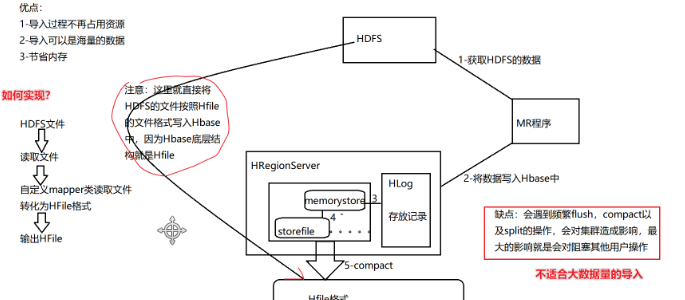 优点：
1-导入过程不再占用资源
2-导入可以是海量的数据
3-节省内存
如何实现？
HDFS文件
读取文件
自定义mapper类读取文件
转化为HFile格式
输出HFile
注意：这里就直接将
HDFS的文件按照Hfile
的文件格式写入Hbase
中，因为Hbase底层结
构就是Hfile
HDFS
1-获取HDFS的数据
MR程序
2-将数据写入Hbase中
HRegionServer
memorystore
3
HLog
存放记录
4
storefile
5-compact
Hfile格式
缺点：会遇到频繁flush，compact以
及split的操作，会对集群造成影响，最
大的影响就是会对阻塞其他用户操作
不适合大数据量的导入